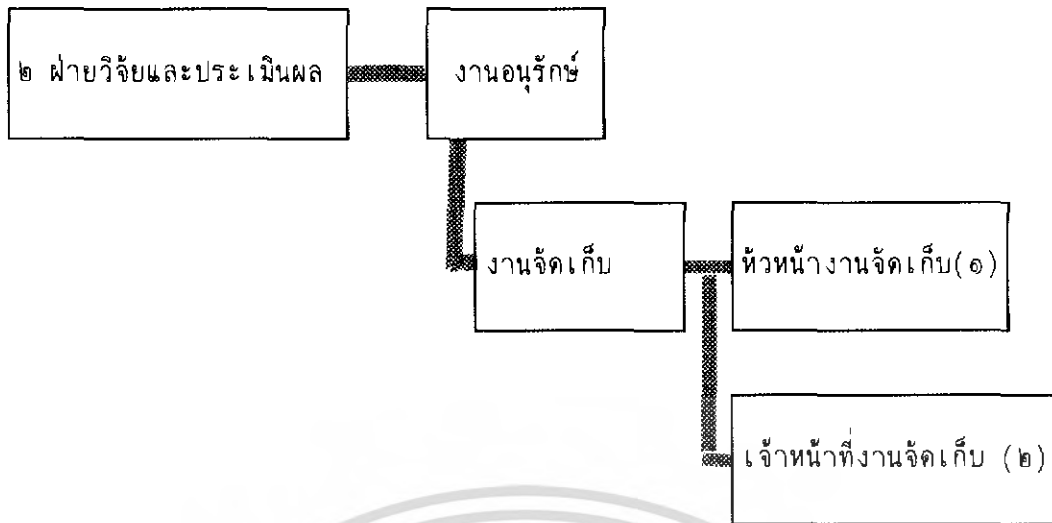 ๒ ฝ่ายวิจัยและประเมินผล
งานอนุรักษ์
งานจัดเก็บ
หัวหน้างานจัดเก็บ(๑)
เจ้าหน้าที่งานจัดเก็บ (๒)